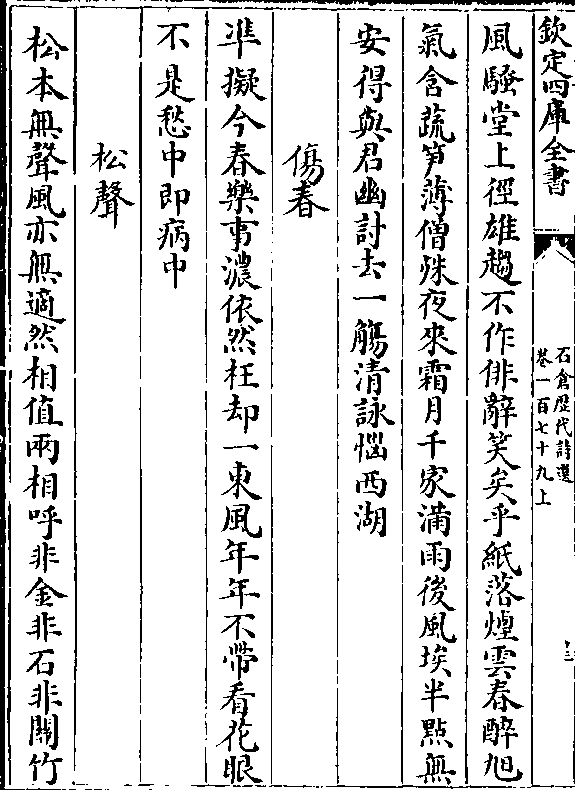 欽定四庫全書
石倉歴代詩選
卷一百七十九上
十三
風騷堂上徑雄趨不作俳辭笑矣乎紙落煙雲春醉旭
氣含蔬笋薄僧殊夜來霜月千家滿雨後風埃半點無
安得與君幽討去一觴清詠惱西湖
傷春
凖擬今春樂事濃依然枉却一東風年年不帶看花眼
不是愁中即病中
松聲
松本無聲風亦無適然相值兩相呼非金非石非關竹